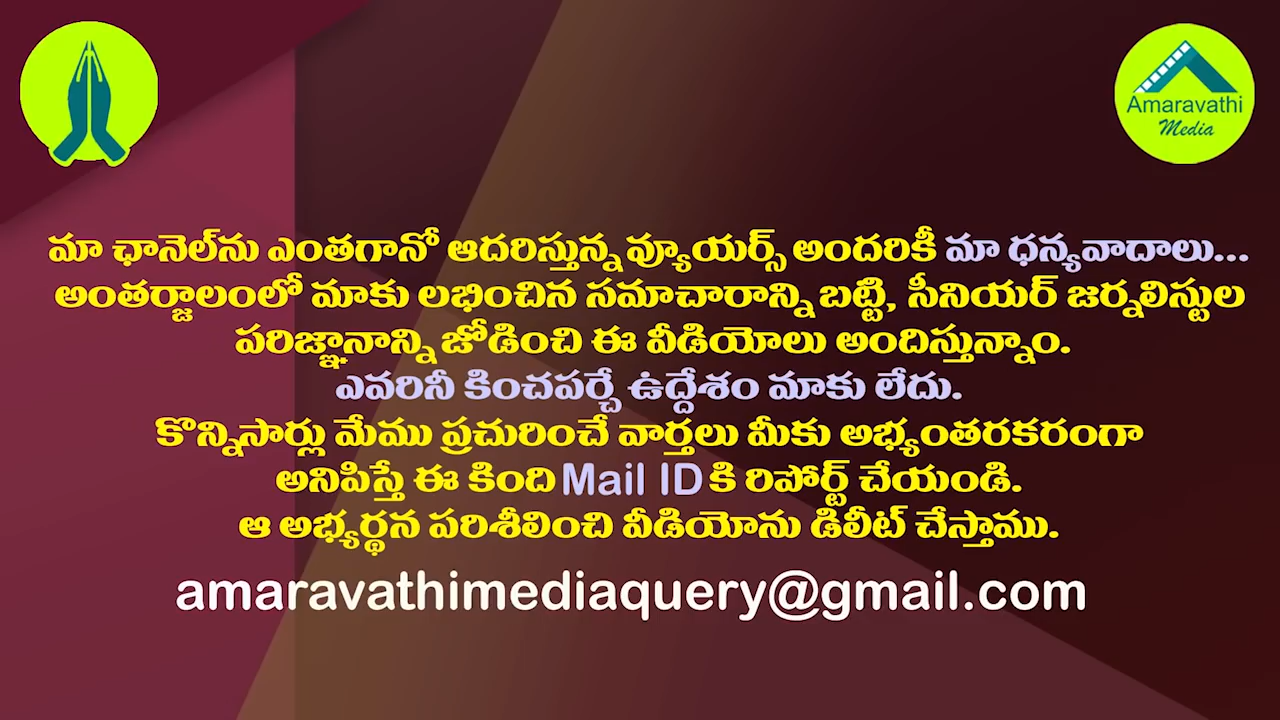 Amaravathi
Media
మా ఛానెల్‌ను ఎంతగానో ఆదరిస్తున్న వ్యూయర్స్ అందరికీ మా ధన్యవాదాలు...
అంతర్జాలంలో మాకు లభించిన సమాచారాన్ని బట్టి, సీనియర్ జర్నలిస్టుల
పరిజ్ఞానాన్ని జోడించి ఈ వీడియోలు అందిస్తున్నాం.
ఎవరినీ కించపర్చే ఉద్దేశం మాకు లేదు.
కొన్నిసార్లు మేము ప్రచురించే వార్తలు మీకు అభ్యంతరకరంగా
అనిపిస్తే ఈ కింది Mail ID కి రిపోర్ట్ చేయండి.
ఆ అభ్యర్థన పరిశీలించి వీడియోను డిలీట్ చేస్తాము.
amaravathimediaquery@gmail.com